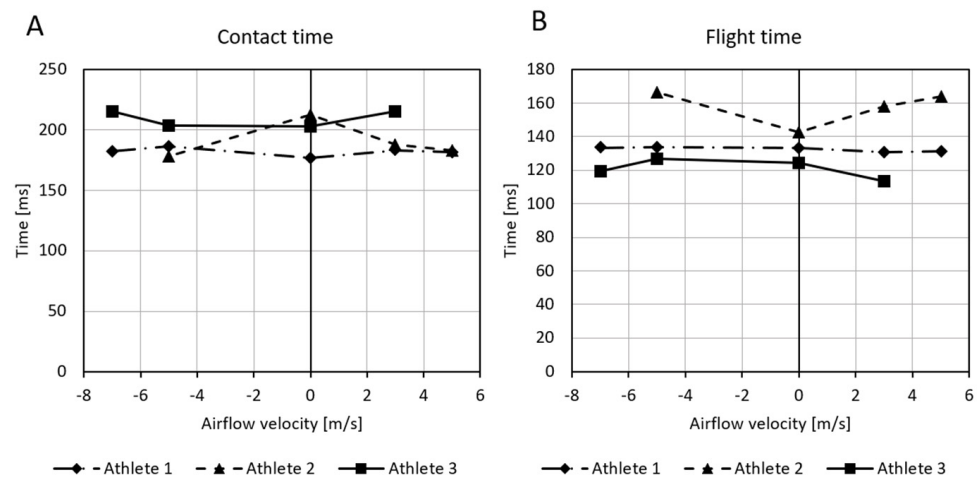 A
Contact time
250
200
150
100
50
0
Time [ms]
-8 -6 -4 -2 0 2 4 6
Airflow velocity [m/s]
Athlete 1 Athlete 2 Athlete 3
B
Flight time
180
160
140
120
100
80
60
40
20
0
Time [ms]
-8 -6 -4 -2 0 2 4 6
Airflow velocity [m/s]
Athlete 1 Athlete 2 Athlete 3